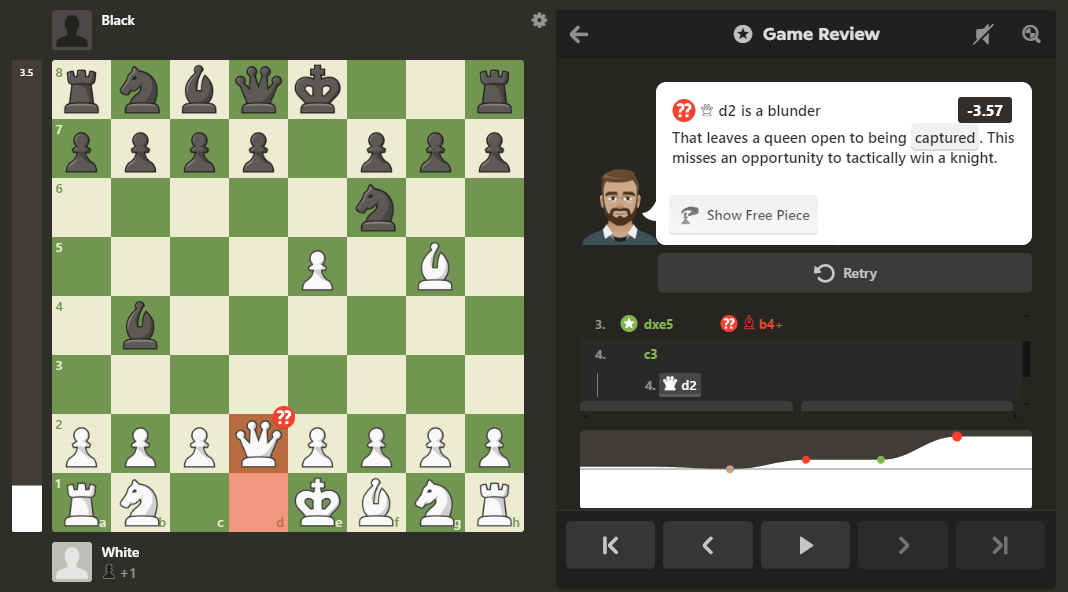 Black
3.5
8
7
6
5
4
3
2
1
a b c d e f g h
??
White
+1
Game Review
?? d2 is a blunder -3.57
That leaves a queen open to being captured. This
misses an opportunity to tactically win a knight.
Show Free Piece
Retry
3. dxe5 ?? b4+
4. c3
4. d2